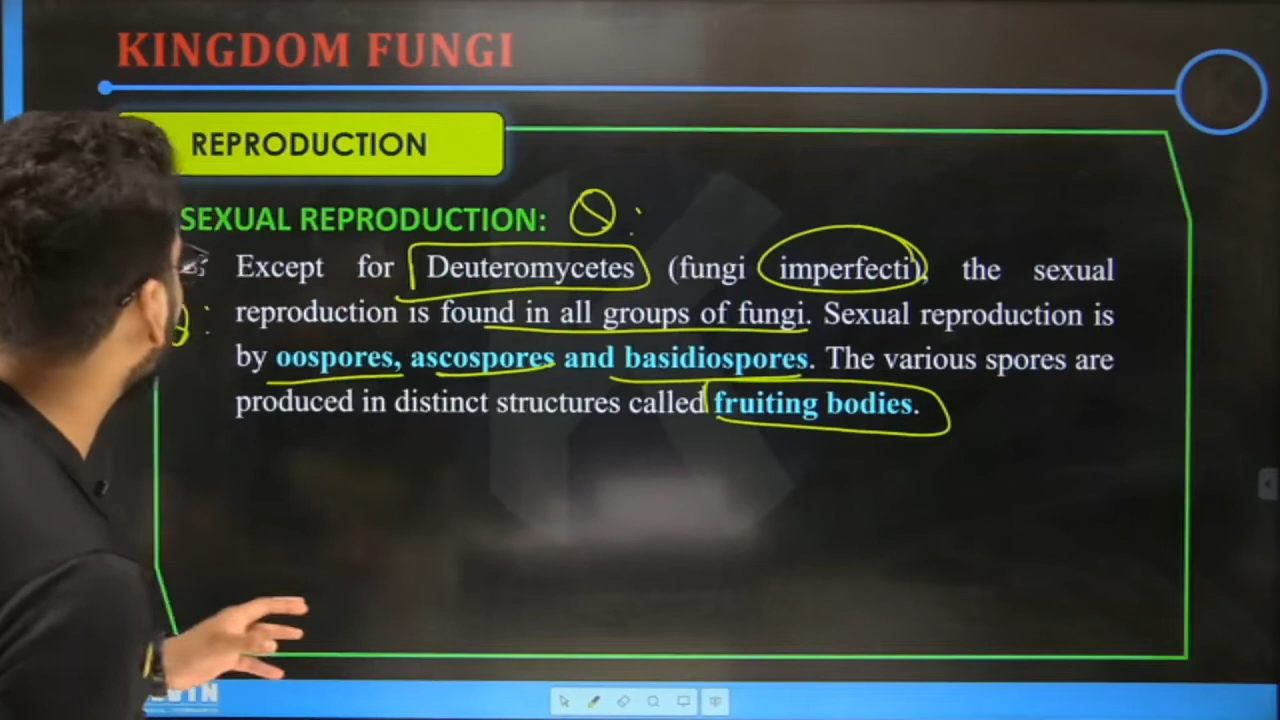 KINGDOM FUNGI
REPRODUCTION
SEXUAL REPRODUCTION:
Except for Deuteromycetes (fungi imperfecti), the sexual
reproduction is found in all groups of fungi. Sexual reproduction is
by oospores, ascospores and basidiospores. The various spores are
produced in distinct structures called fruiting bodies.